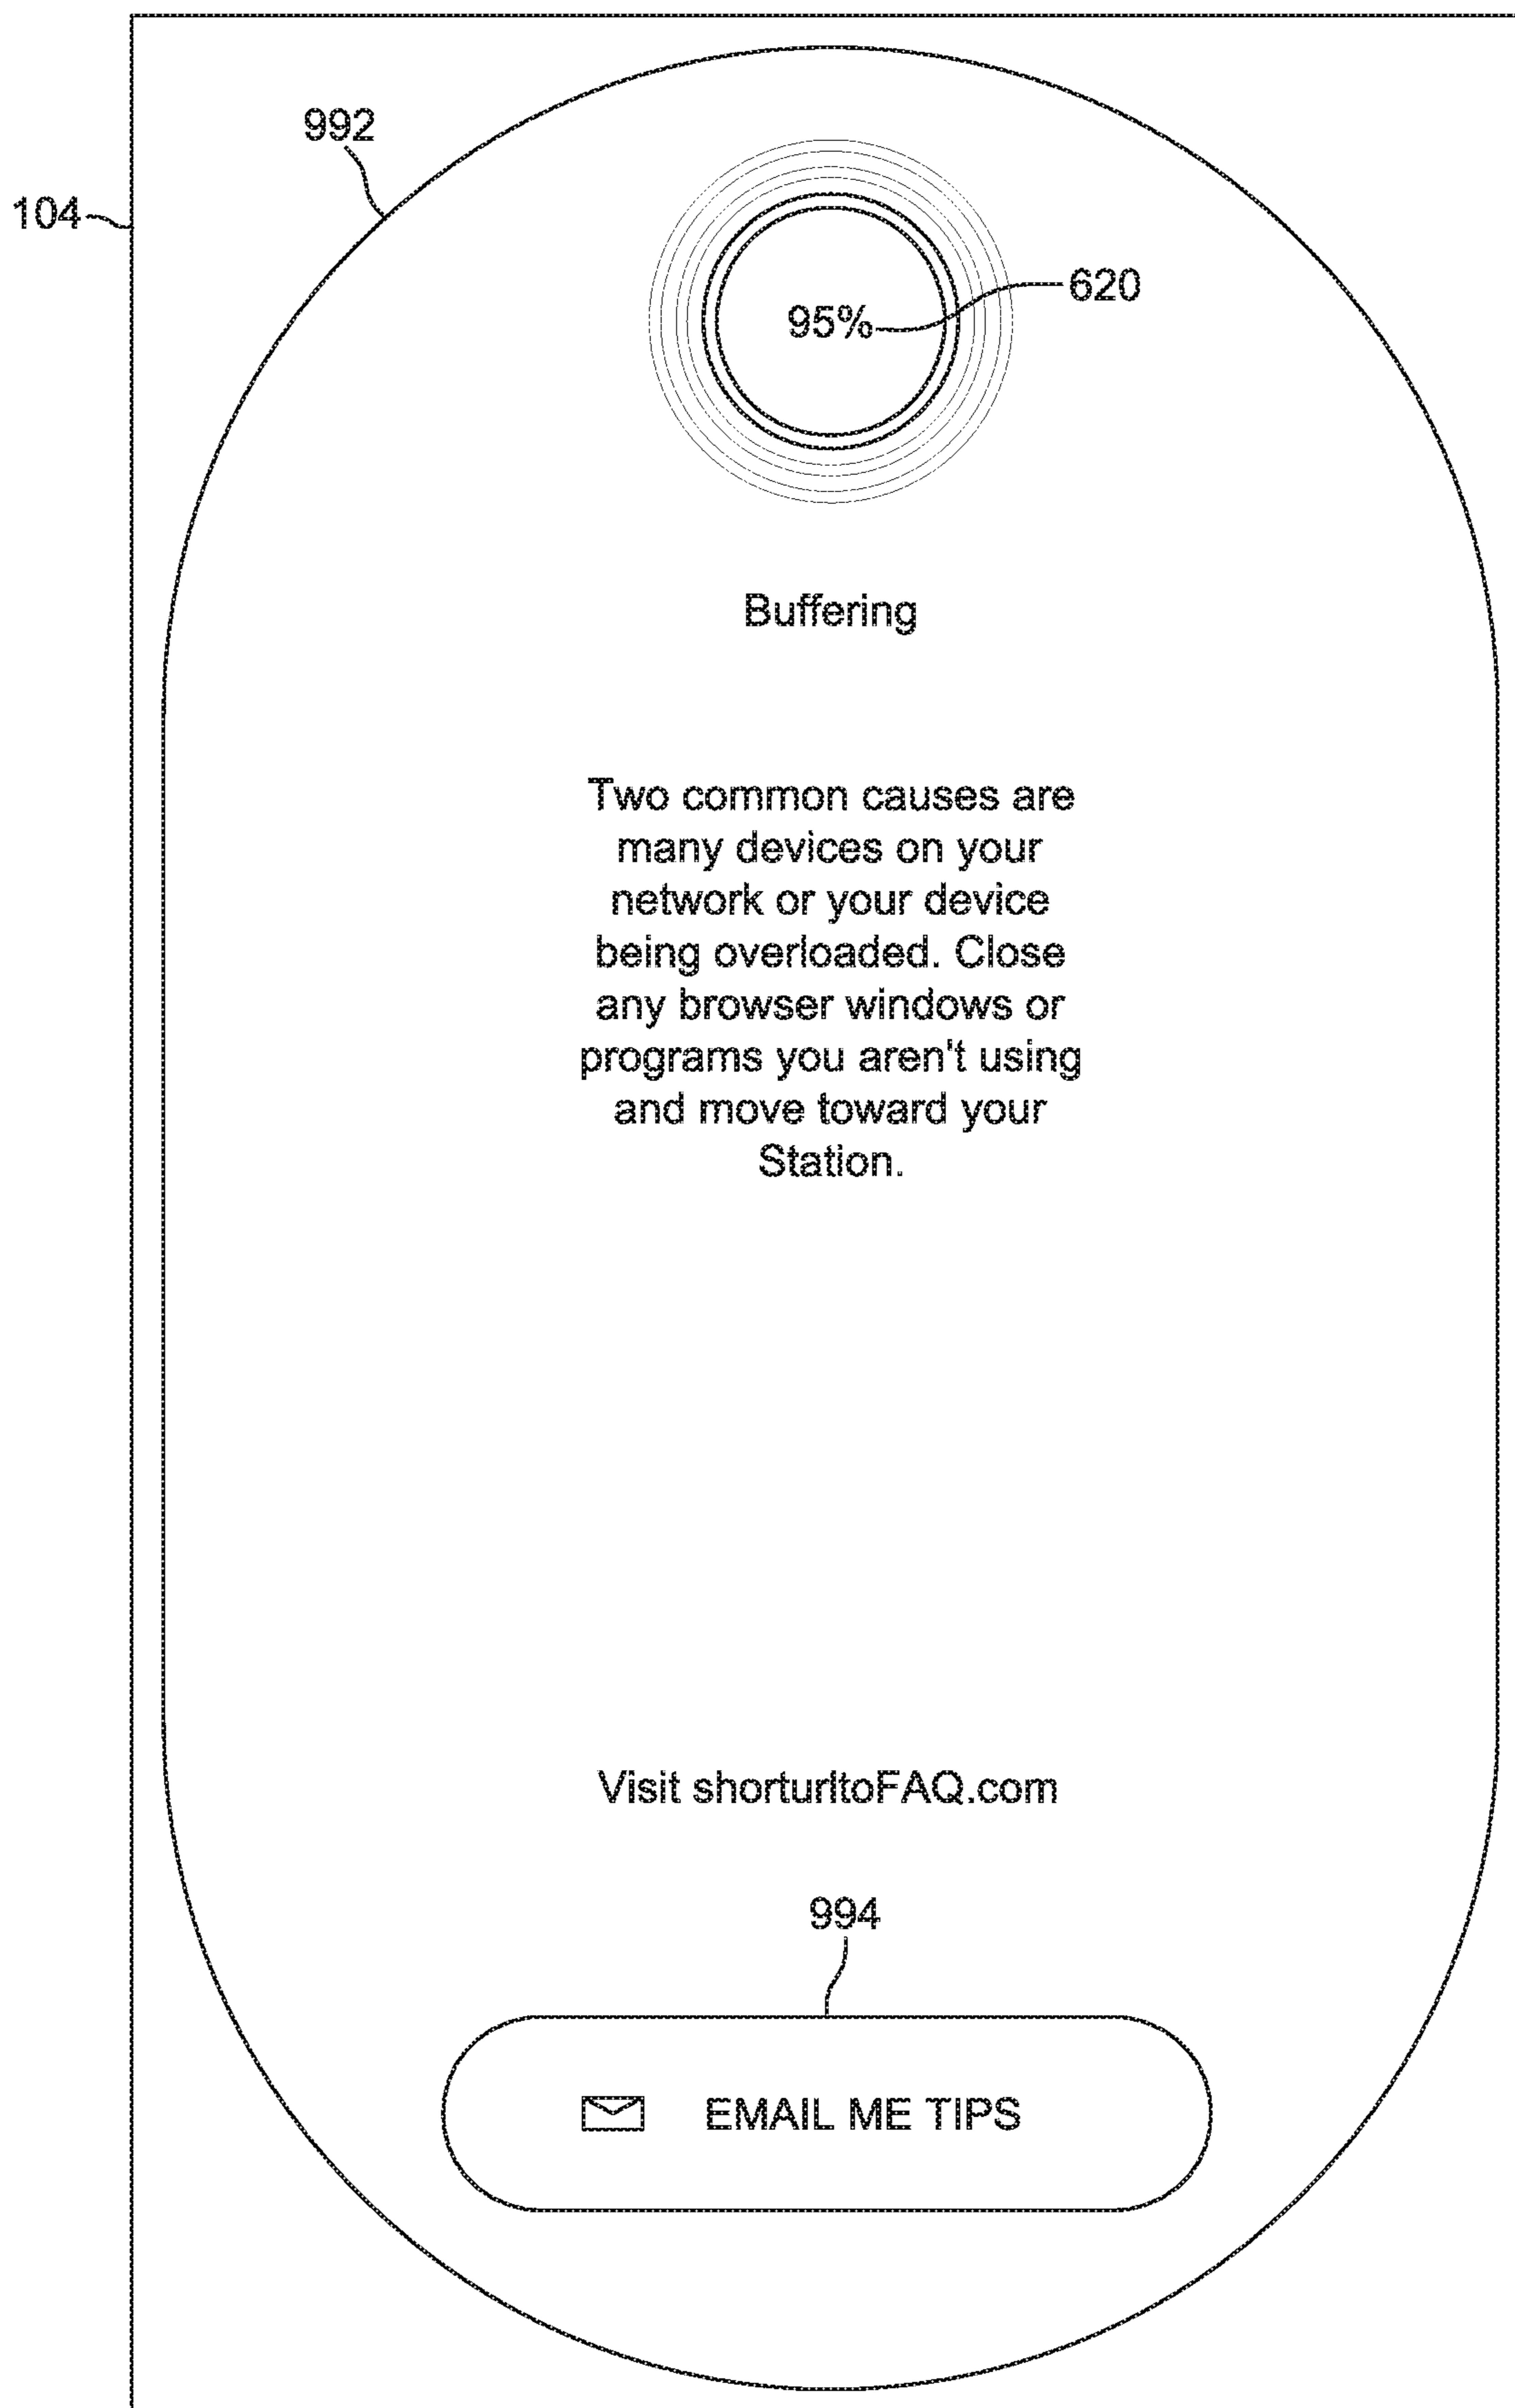 992
104
620
95%
Buffering
Two common causes are
many devices on your
network or your device
being overloaded. Close
any browser windows or
programs you aren't using
and move toward your
Station.
Visit shorturltoFAQ.com
994
EMAIL ME TIPS